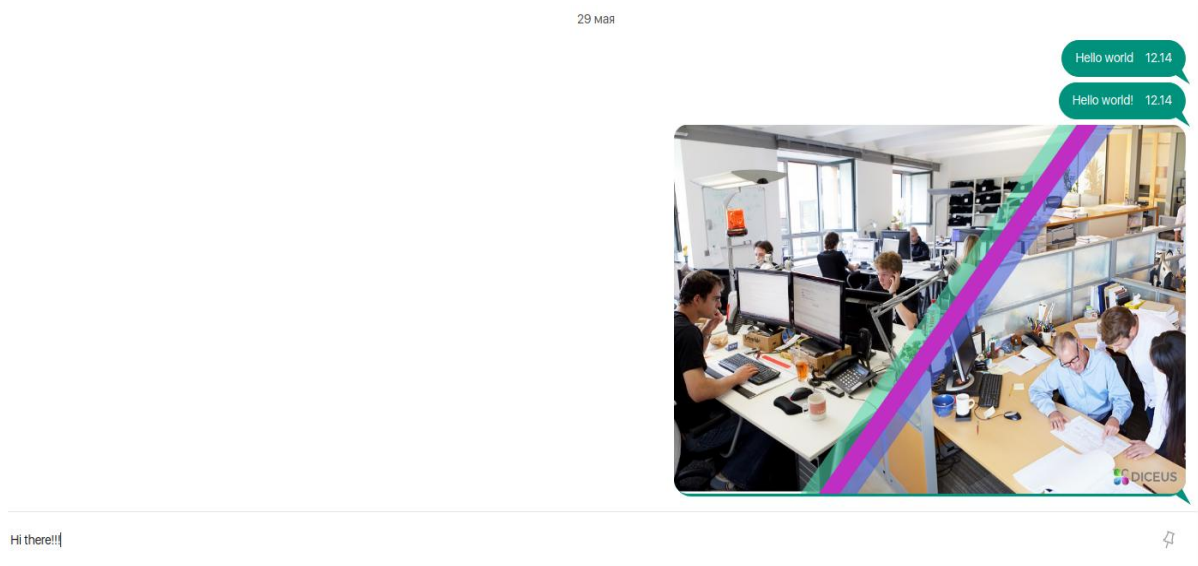 29 мая
Hello world 12.14
Hello world! 12.14
DICEUS
Hi there!!!